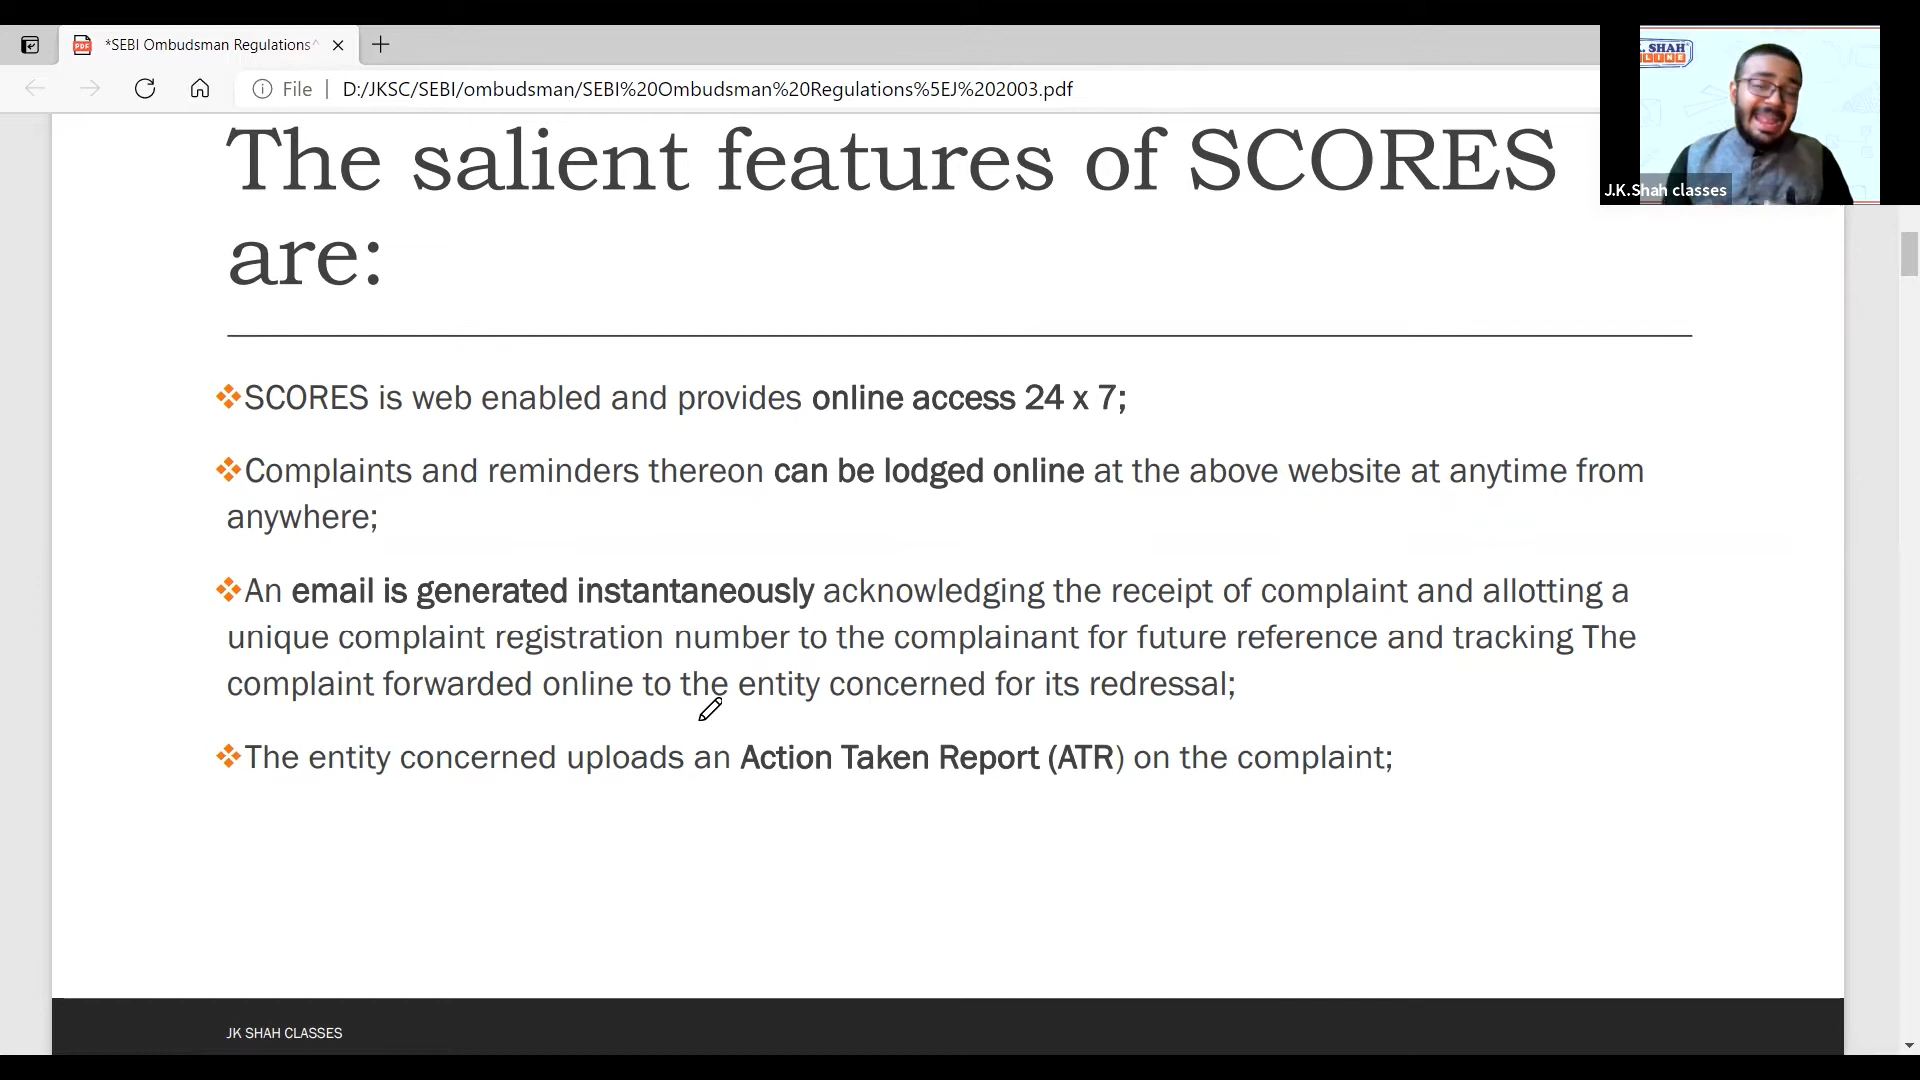 *SEBI Ombudsman Regulations^
File
D:/JKSC/SEBI/ombudsman/SEBI%20Ombudsman%20Regulations%5EJ%202003.pdf
. SHAH
LINE
J.K.Shah classes
The salient features of SCORES
are:
❖SCORES is web enabled and provides online access 24 x 7;
❖Complaints and reminders thereon can be lodged online at the above website at anytime from
anywhere;
❖An email is generated instantaneously acknowledging the receipt of complaint and allotting a
unique complaint registration number to the complainant for future reference and tracking The
complaint forwarded online to the entity concerned for its redressal;
❖The entity concerned uploads an Action Taken Report (ATR) on the complaint;
JK SHAH CLASSES